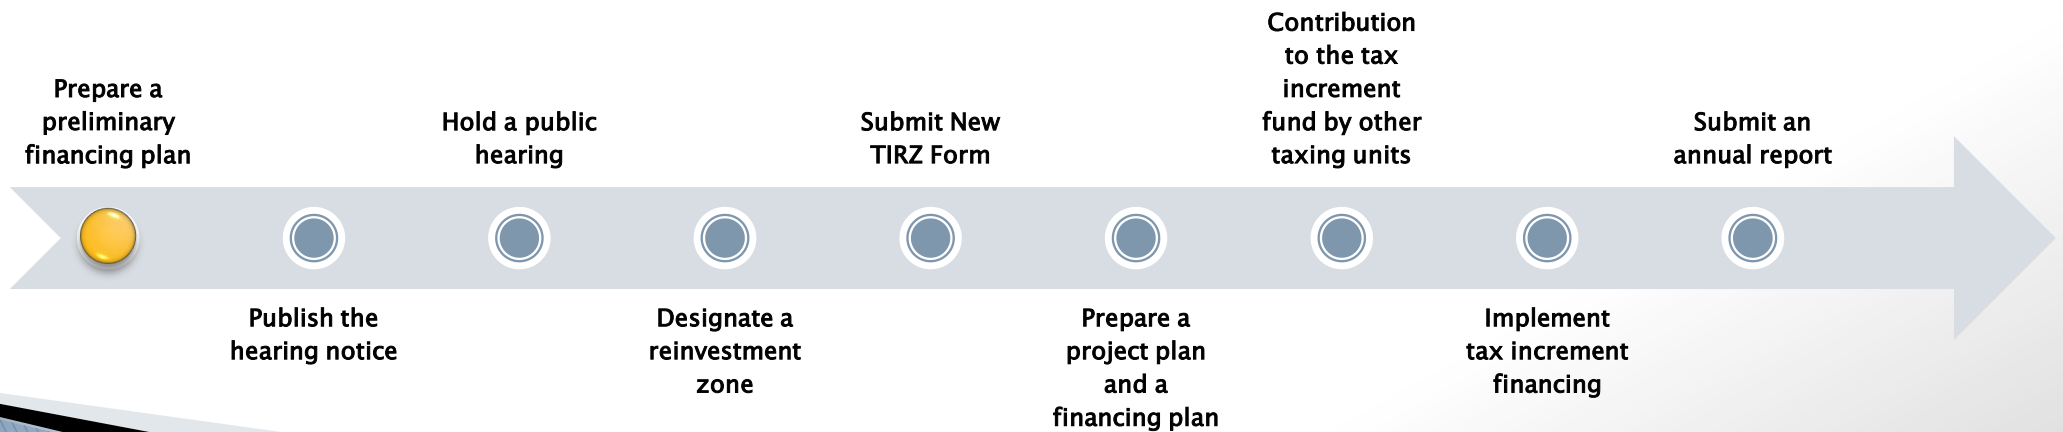 Prepare a
preliminary
financing plan
Publish the
hearing notice
Hold a public
hearing
Designate a
reinvestment
zone
Submit New
TIRZ Form
Prepare a
project plan
and a
financing plan
Contribution
to the tax
increment
fund by other
taxing units
Implement
tax increment
financing
Submit an
annual report